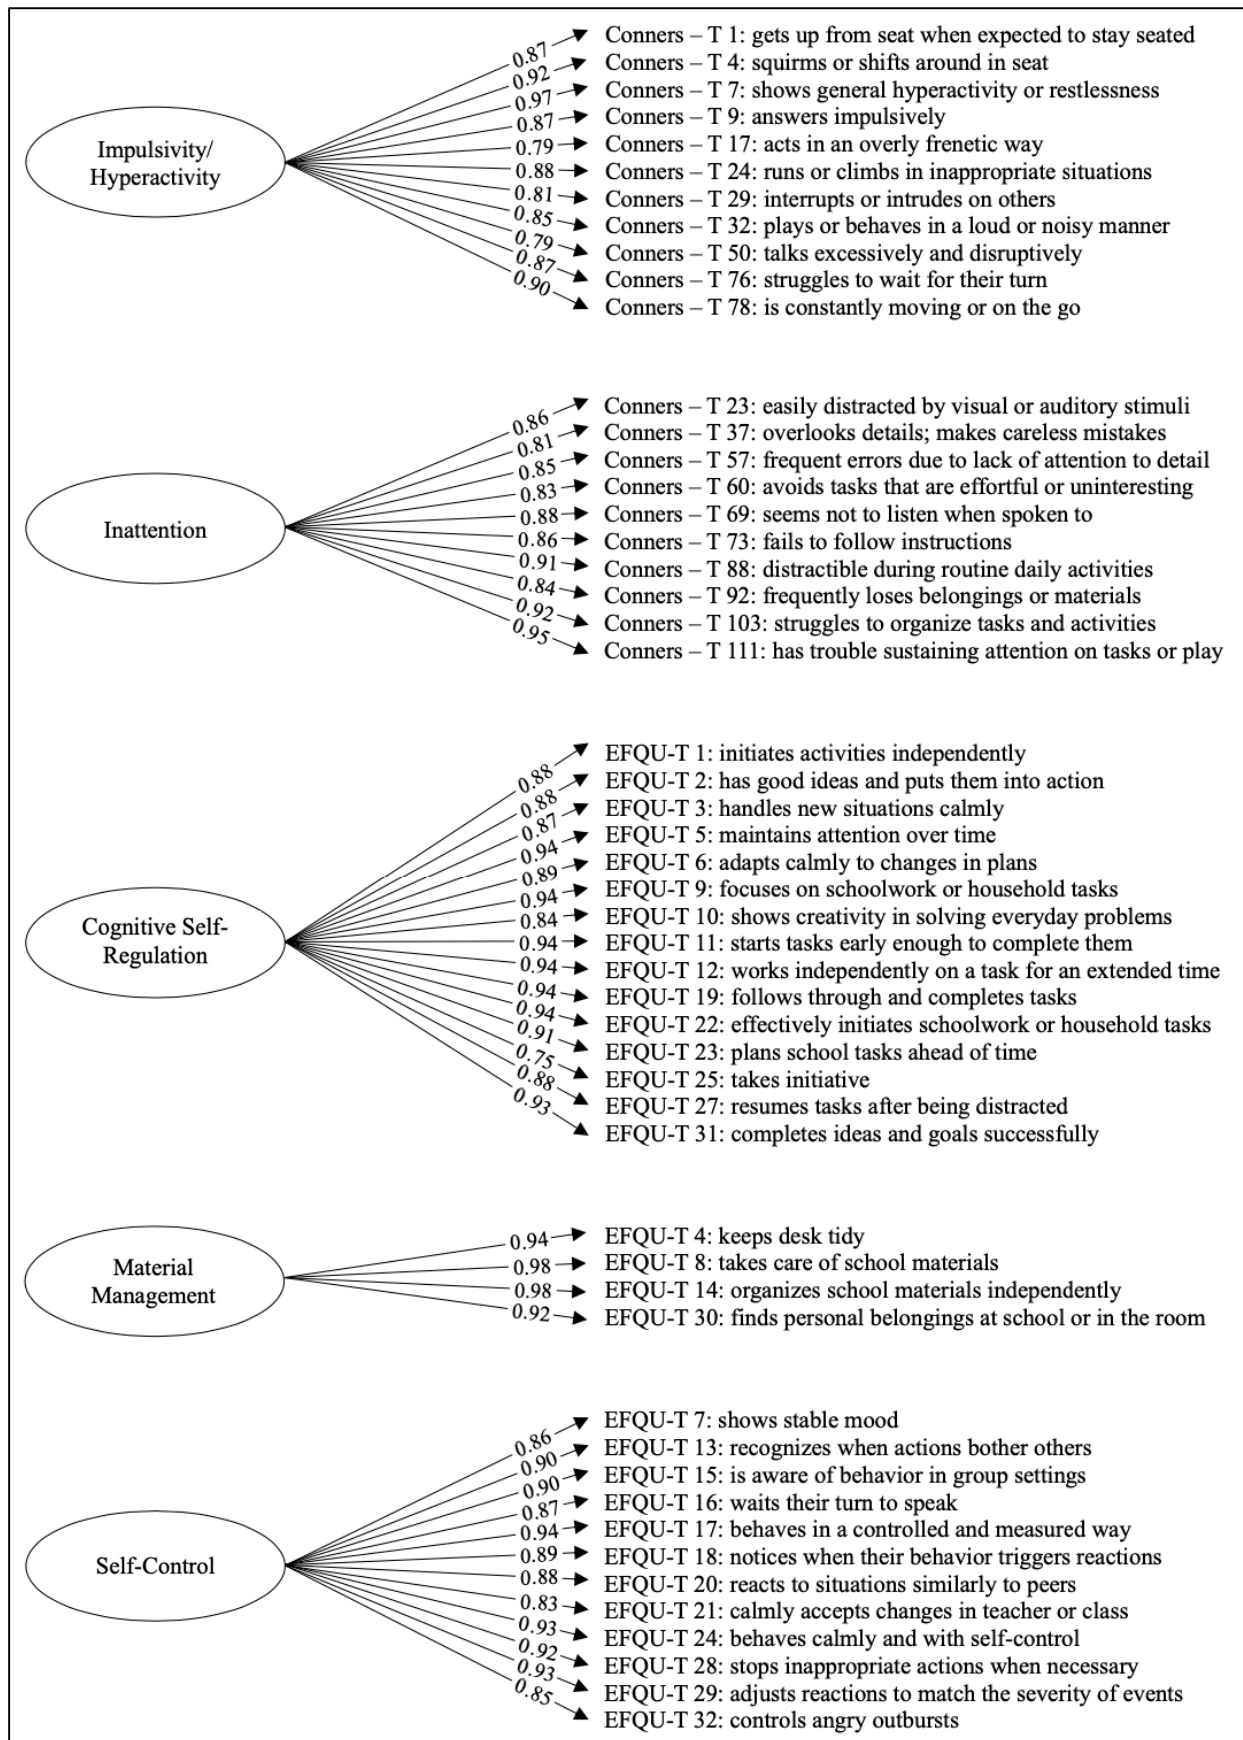 0.87 Conners – T 1: gets up from seat when expected to stay seated
0.92 Conners – T 4: squirms or shifts around in seat
0.97 Conners – T 7: shows general hyperactivity or restlessness
0.87 Conners – T 9: answers impulsively
Impulsivity/
Hyperactivity
0.79 Conners – T 17: acts in an overly frenetic way
0.88 Conners – T 24: runs or climbs in inappropriate situations
0.81 Conners – T 29: interrupts or intrudes on others
0.85 Conners – T 32: plays or behaves in a loud or noisy manner
0.79 Conners – T 50: talks excessively and disruptively
0.87 Conners – T 76: struggles to wait for their turn
0.90 Conners – T 78: is constantly moving or on the go
0.86 Conners – T 23: easily distracted by visual or auditory stimuli
0.81 Conners – T 37: overlooks details; makes careless mistakes
0.85 Conners – T 57: frequent errors due to lack of attention to detail
0.83 Conners – T 60: avoids tasks that are effortful or uninteresting
Inattention
0.88 Conners – T 69: seems not to listen when spoken to
0.86 Conners – T 73: fails to follow instructions
0.91 Conners – T 88: distractible during routine daily activities
0.84 Conners – T 92: frequently loses belongings or materials
0.92 Conners – T 103: struggles to organize tasks and activities
0.95 Conners – T 111: has trouble sustaining attention on tasks or play
0.88 EFQU-T 1: initiates activities independently
0.88 EFQU-T 2: has good ideas and puts them into action
0.87 EFQU-T 3: handles new situations calmly
0.94 EFQU-T 5: maintains attention over time
0.89 EFQU-T 6: adapts calmly to changes in plans
0.94 EFQU-T 9: focuses on schoolwork or household tasks
0.84 EFQU-T 10: shows creativity in solving everyday problems
Cognitive Self-
Regulation
0.94 EFQU-T 11: starts tasks early enough to complete them
0.94 EFQU-T 12: works independently on a task for an extended time
0.94 EFQU-T 19: follows through and completes tasks
0.94 EFQU-T 22: effectively initiates schoolwork or household tasks
0.91 EFQU-T 23: plans school tasks ahead of time
0.75 EFQU-T 25: takes initiative
0.88 EFQU-T 27: resumes tasks after being distracted
0.93 EFQU-T 31: completes ideas and goals successfully
0.94 EFQU-T 4: keeps desk tidy
0.98 EFQU-T 8: takes care of school materials
Material
Management
0.98 EFQU-T 14: organizes school materials independently
0.92 EFQU-T 30: finds personal belongings at school or in the room
0.86 EFQU-T 7: shows stable mood
0.90 EFQU-T 13: recognizes when actions bother others
0.90 EFQU-T 15: is aware of behavior in group settings
0.87 EFQU-T 16: waits their turn to speak
0.94 EFQU-T 17: behaves in a controlled and measured way
Self-Control
0.89 EFQU-T 18: notices when their behavior triggers reactions
0.88 EFQU-T 20: reacts to situations similarly to peers
0.83 EFQU-T 21: calmly accepts changes in teacher or class
0.93 EFQU-T 24: behaves calmly and with self-control
0.92 EFQU-T 28: stops inappropriate actions when necessary
0.93 EFQU-T 29: adjusts reactions to match the severity of events
0.85 EFQU-T 32: controls angry outbursts